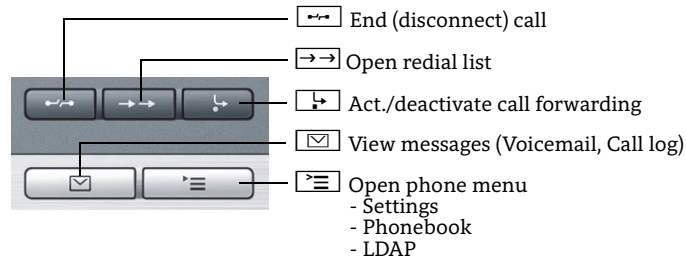 End (disconnect) call
Open redial list
Act./deactivate call forwarding
View messages (Voicemail, Call log)
Open phone menu
- Settings
- Phonebook
- LDAP